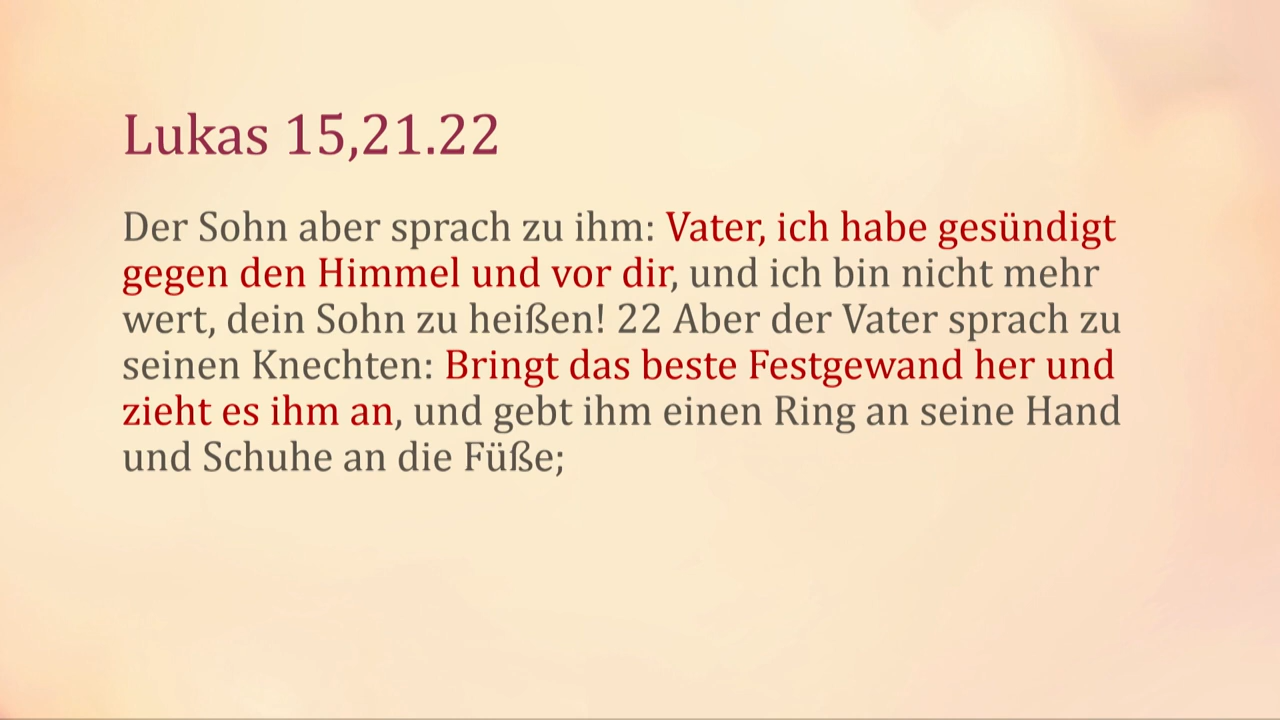 Lukas 15,21.22
Der Sohn aber sprach zu ihm: Vater, ich habe gesündigt
gegen den Himmel und vor dir, und ich bin nicht mehr
wert, dein Sohn zu heißen! 22 Aber der Vater sprach zu
seinen Knechten: Bringt das beste Festgewand her und
zieht es ihm an, und gebt ihm einen Ring an seine Hand
und Schuhe an die Füße;